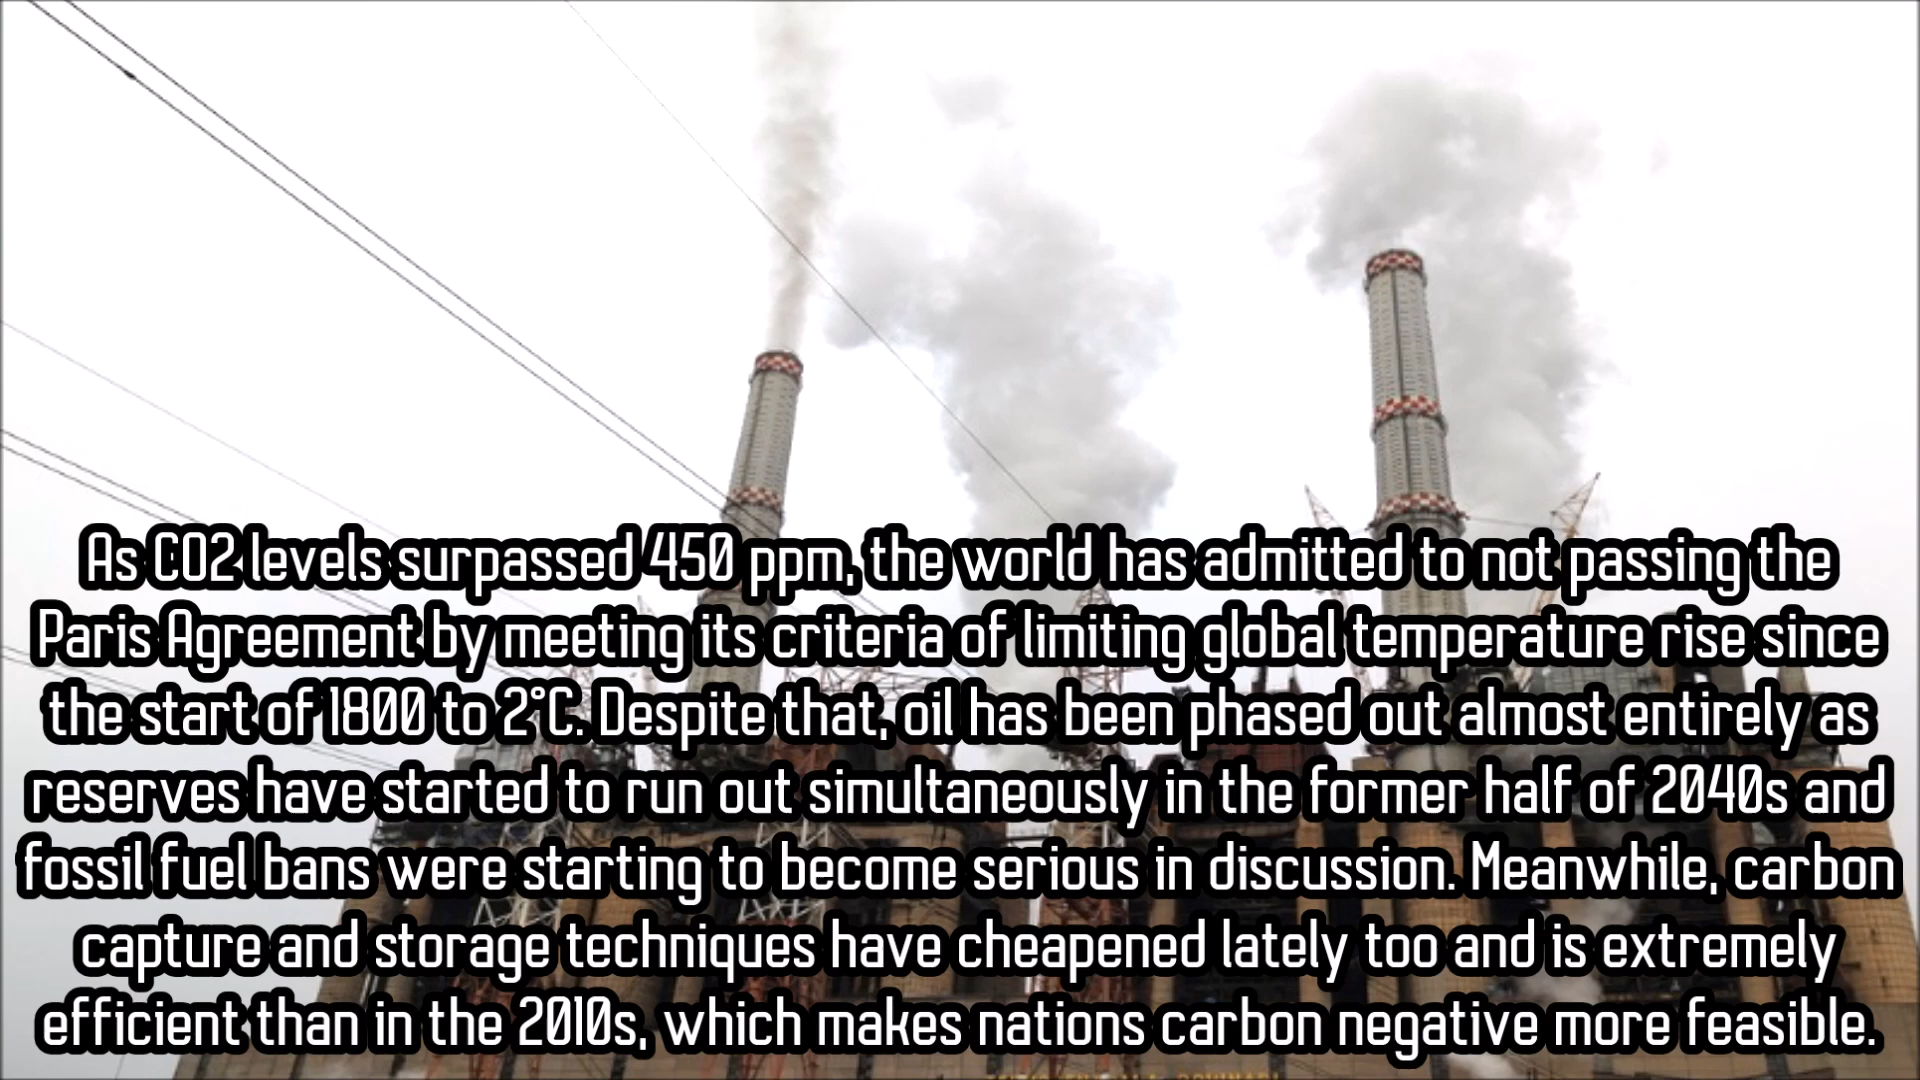 As CO2 levels surpassed 450 ppm, the world has admitted to not passing the
Paris Agreement by meeting its criteria of limiting global temperature rise since
the start of 1800 to 2°C. Despite that, oil has been phased out almost entirely as
reserves have started to run out simultaneously in the former half of 2040s and
fossil fuel bans were starting to become serious in discussion. Meanwhile, carbon
capture and storage techniques have cheapened lately too and is extremely
efficient than in the 2010s, which makes nations carbon negative more feasible.